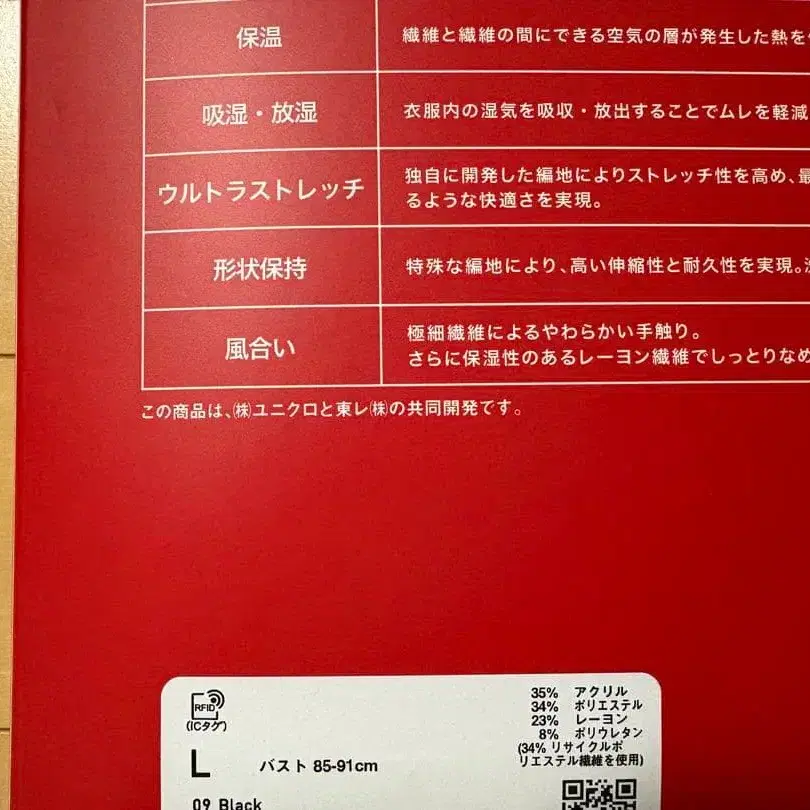 保温
繊維と繊維の間にできる空気の層が発生した熱を
吸湿・放湿
衣服内の湿気を吸収・放出することでムレを軽減
ウルトラストレッチ
独自に開発した編地によりストレッチ性を高め、
るような快適さを実現。
形状保持
特殊な編地により、高い伸縮性と耐久性を実現。
風合い
極細繊維によるやわらかい手触り。
さらに保湿性のあるレーヨン繊維でしっとりなめ
この商品は、㈱ユニクロと東レ㈱の共同開発です。
RFID
(ICタグ)
35% アクリル
34% ポリエステル
23% レーヨン
8% ポリウレタン
(34% リサイクルポ
リエステル繊維を使用)
L バスト 85-91cm
09 Black